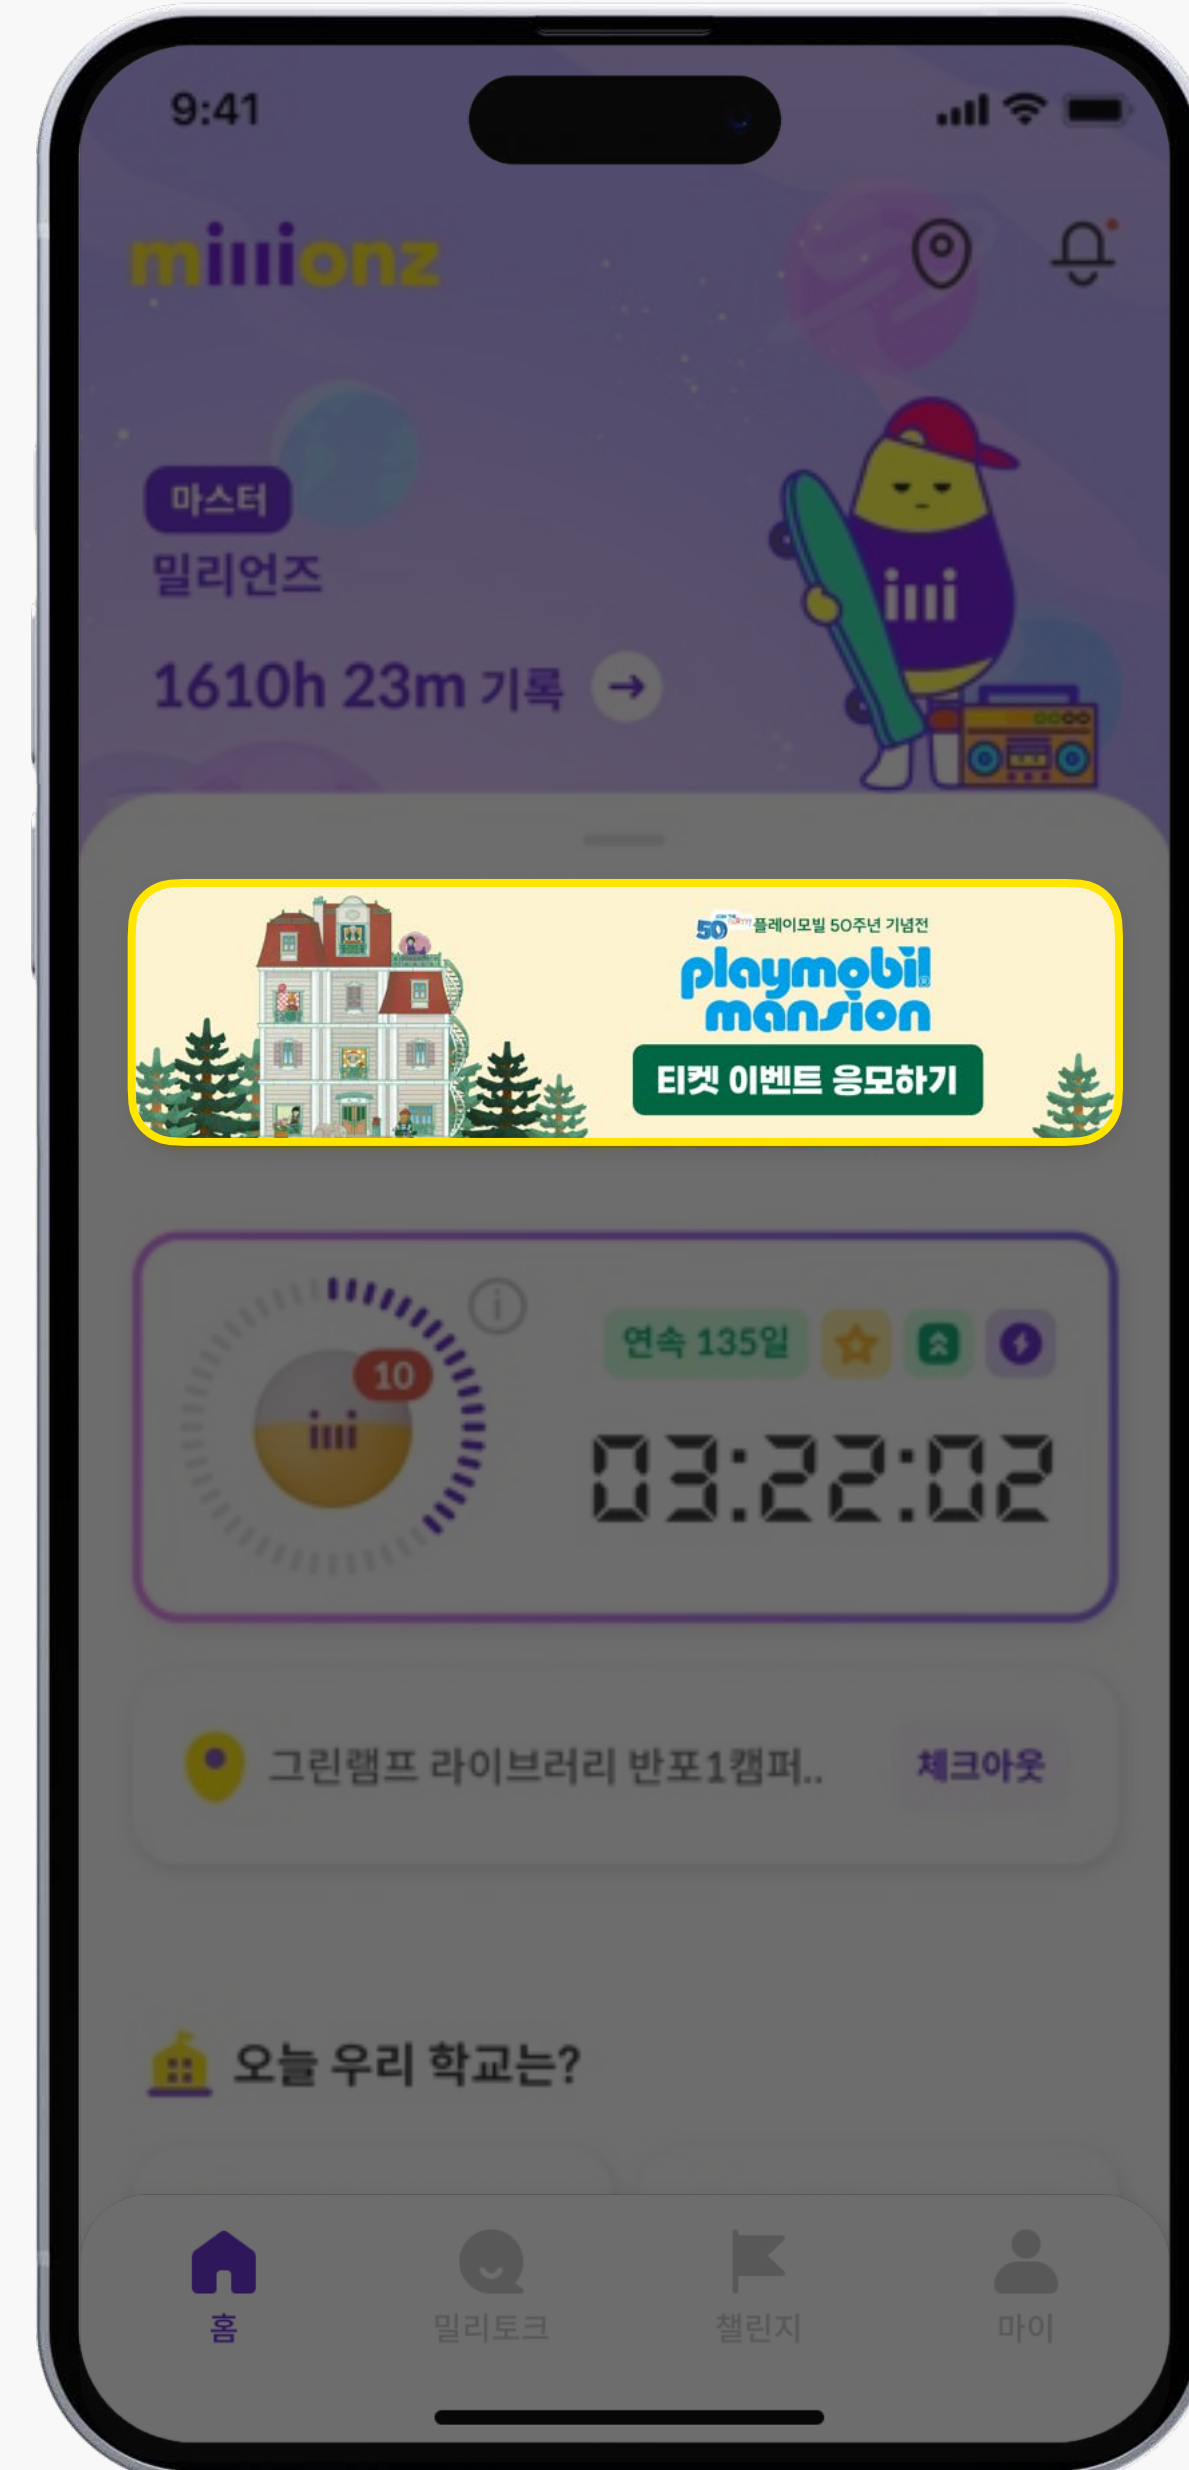 9:41
millionz
마스터
밀리언즈
1610h 23m 기록
illi
50 플레이모빌 50주년 기념전
playmobil
mansion
티켓 이벤트 응모하기
연속 135일
10
illi
03:22:02
그린램프 라이브러리 반포1캠퍼..
체크아웃
오늘 우리 학교는?
홈
밀리토크
챌린지
마이